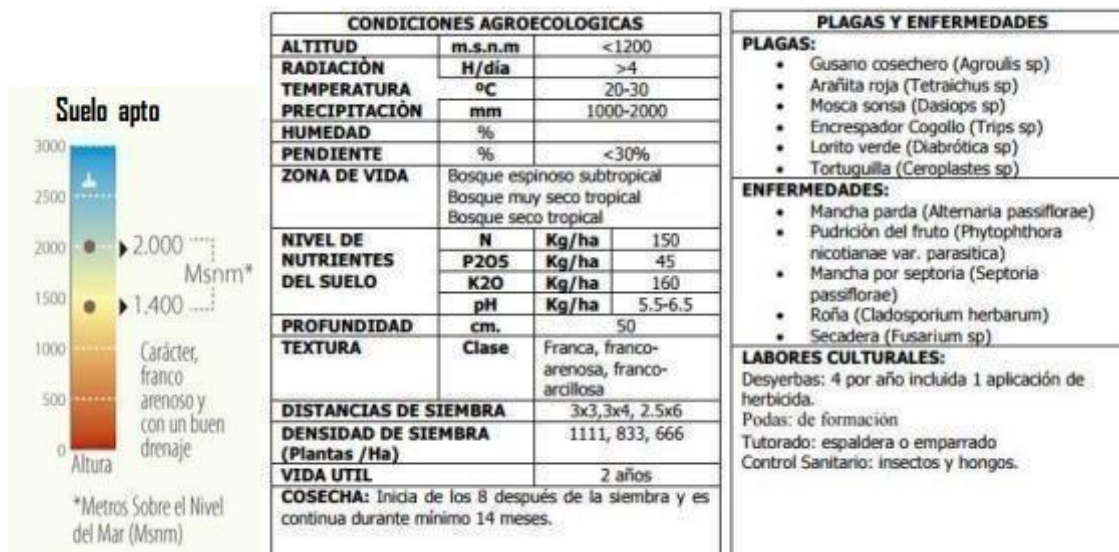 Suelo apto
3000
2500
2000
1500
1000
500
0
2.000
Msnm*
1.400
Carácter,
franco
arenoso y
con un buen
drenaje
Altura
*Metros Sobre el Nivel
del Mar (Msnm)
CONDICIONES AGROECOLOGICAS
ALTITUD m.s.n.m <1200
RADIACIÒN H/día >4
TEMPERATURA ºC 20-30
PRECIPITACIÒN mm 1000-2000
HUMEDAD %
PENDIENTE % <30%
ZONA DE VIDA Bosque espinoso subtropical
Bosque muy seco tropical
Bosque seco tropical
NIVEL DE N Kg/ha 150
NUTRIENTES P2O5 Kg/ha 45
DEL SUELO K2O Kg/ha 160
pH Kg/ha 5.5-6.5
PROFUNDIDAD cm. 50
TEXTURA Clase Franca, franco-
arenosa, franco-
arcillosa
DISTANCIAS DE SIEMBRA 3x3,3x4, 2.5x6
DENSIDAD DE SIEMBRA 1111, 833, 666
(Plantas /Ha)
VIDA UTIL 2 años
COSECHA: Inicia de los 8 después de la siembra y es
continua durante mínimo 14 meses.
PLAGAS Y ENFERMEDADES
PLAGAS:
• Gusano cosechero (Agroulis sp)
• Arañita roja (Tetraichus sp)
• Mosca sonsa (Dasiops sp)
• Encrespador Cogollo (Trips sp)
• Lorito verde (Diabrótica sp)
• Tortuguilla (Ceroplastes sp)
ENFERMEDADES:
• Mancha parda (Alternaria passiflorae)
• Pudriciòn del fruto (Phytophthora
nicotianae var. parasitica)
• Mancha por septoria (Septoria
passiflorae)
• Roña (Cladosporium herbarum)
• Secadera (Fusarium sp)
LABORES CULTURALES:
Desyerbas: 4 por año incluida 1 aplicación de
herbicida.
Podas: de formación
Tutorado: espaldera o emparrado
Control Sanitario: insectos y hongos.